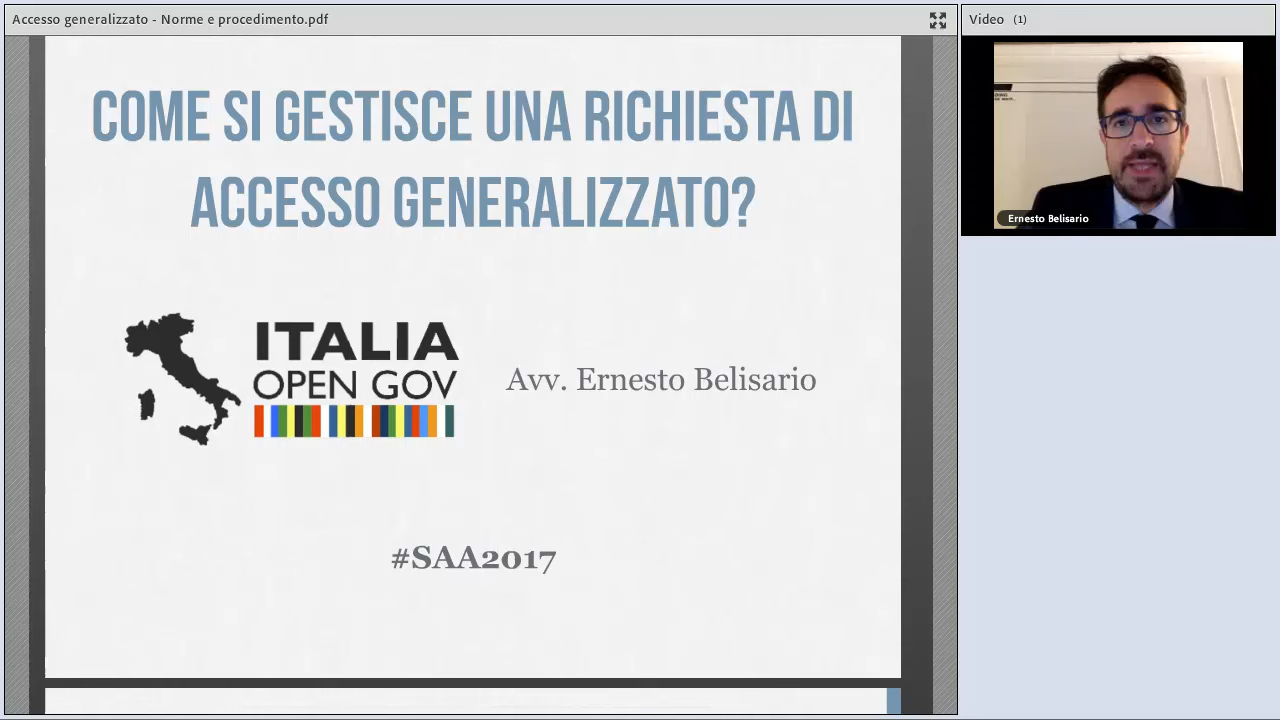 Accesso generalizzato - Norme e procedimento.pdf
Video (1)
COME SI GESTISCE UNA RICHIESTA DI
ACCESSO GENERALIZZATO?
ITALIA
OPEN GOV
Avv. Ernesto Belisario
#SAA2017
Ernesto Belisario